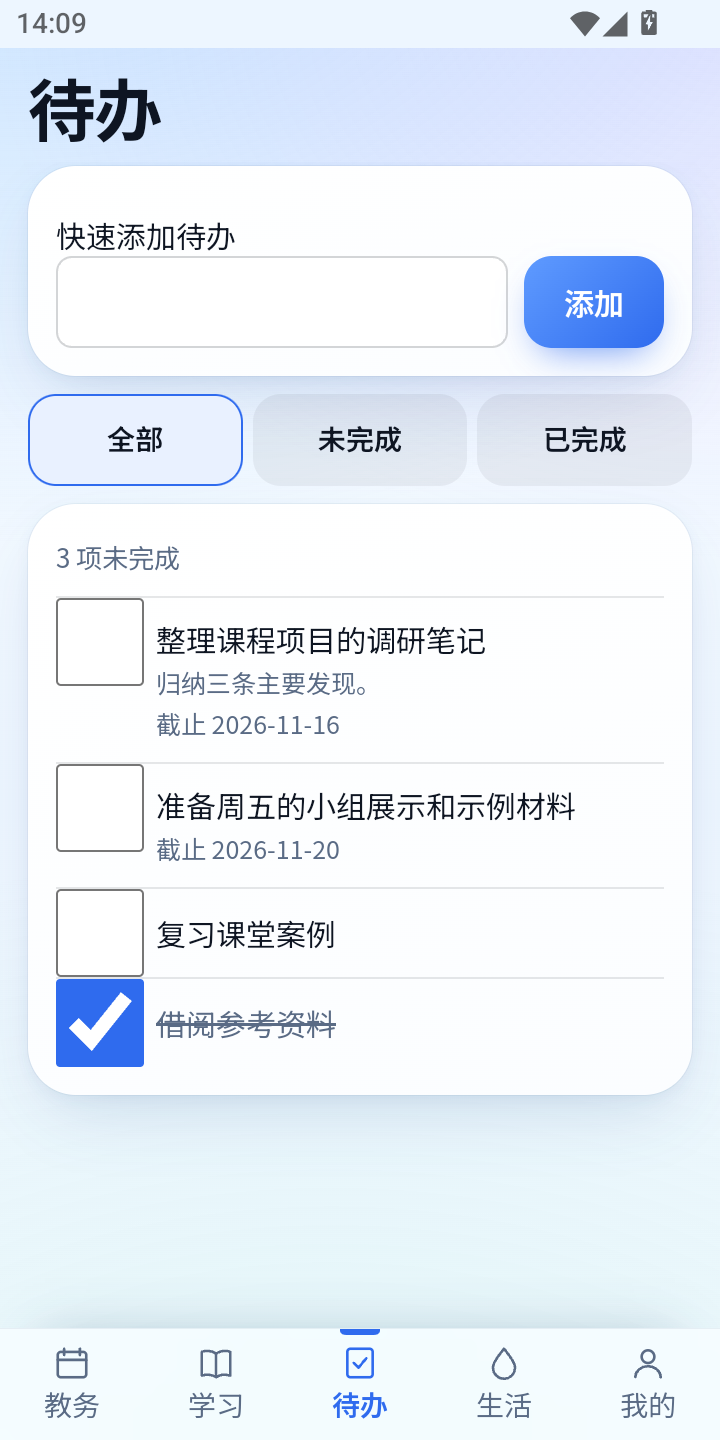 14:09
待办
快速添加待办
添加
全部
未完成
已完成
3 项未完成
整理课程项目的调研笔记
归纳三条主要发现。
截止 2026-11-16
准备周五的小组展示和示例材料
截止 2026-11-20
复习课堂案例
借阅参考资料
教务
学习
待办
生活
我的